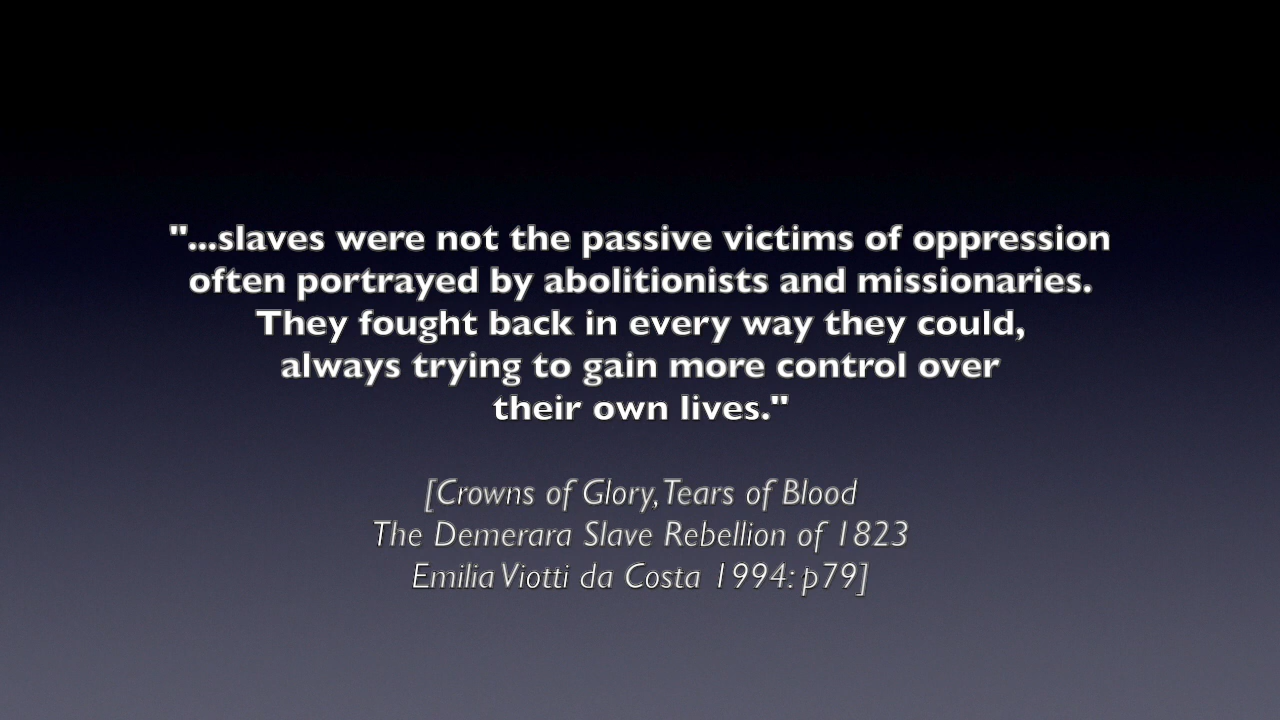 "...slaves were not the passive victims of oppression
often portrayed by abolitionists and missionaries.
They fought back in every way they could,
always trying to gain more control over
their own lives."
[Crowns of Glory, Tears of Blood
The Demerara Slave Rebellion of 1823
Emilia Viotti da Costa 1994: p79]